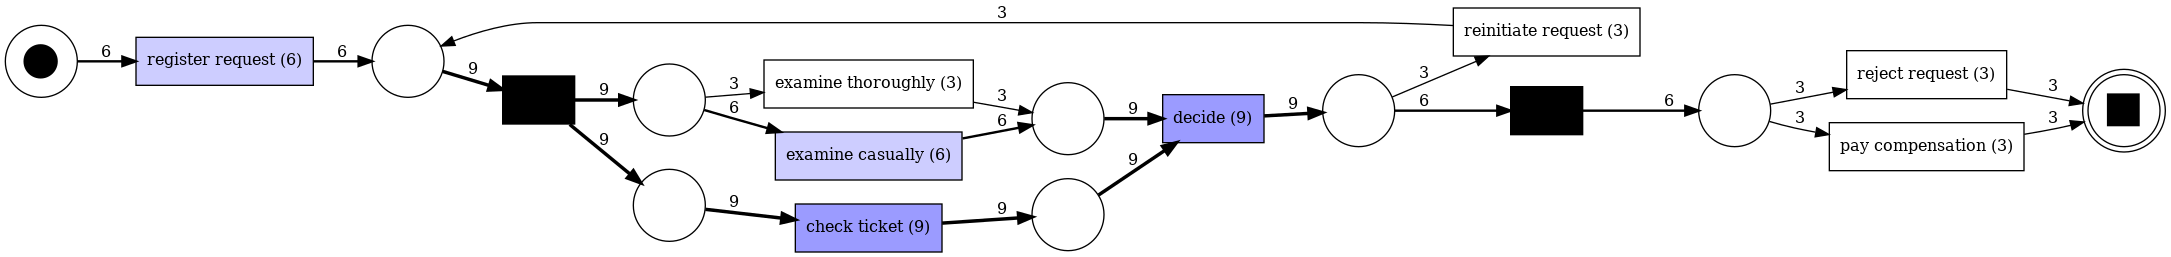 6
register request (6)
6
3
9
9
9
3
6
examine thoroughly (3)
examine casually (6)
3
6
9
check ticket (9)
9
9
9
decide (9)
9
3
reinitiate request (3)
6
6
3
3
reject request (3)
pay compensation (3)
3
3